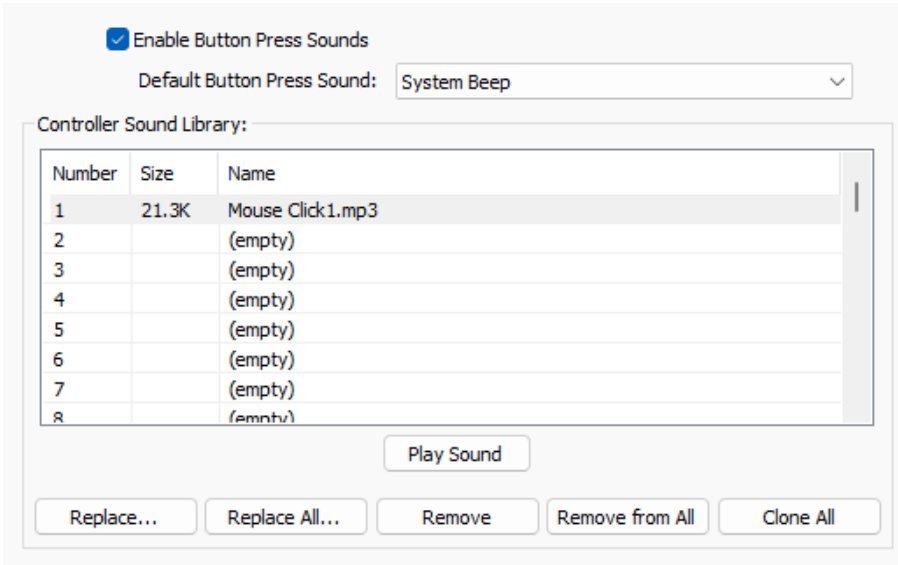 Enable Button Press Sounds
Default Button Press Sound: System Beep
Controller Sound Library:
Number Size Name
1 21.3K Mouse Click1.mp3
2 (empty)
3 (empty)
4 (empty)
5 (empty)
6 (empty)
7 (empty)
8 (empty)
Play Sound
Replace... Replace All... Remove Remove from All Clone All